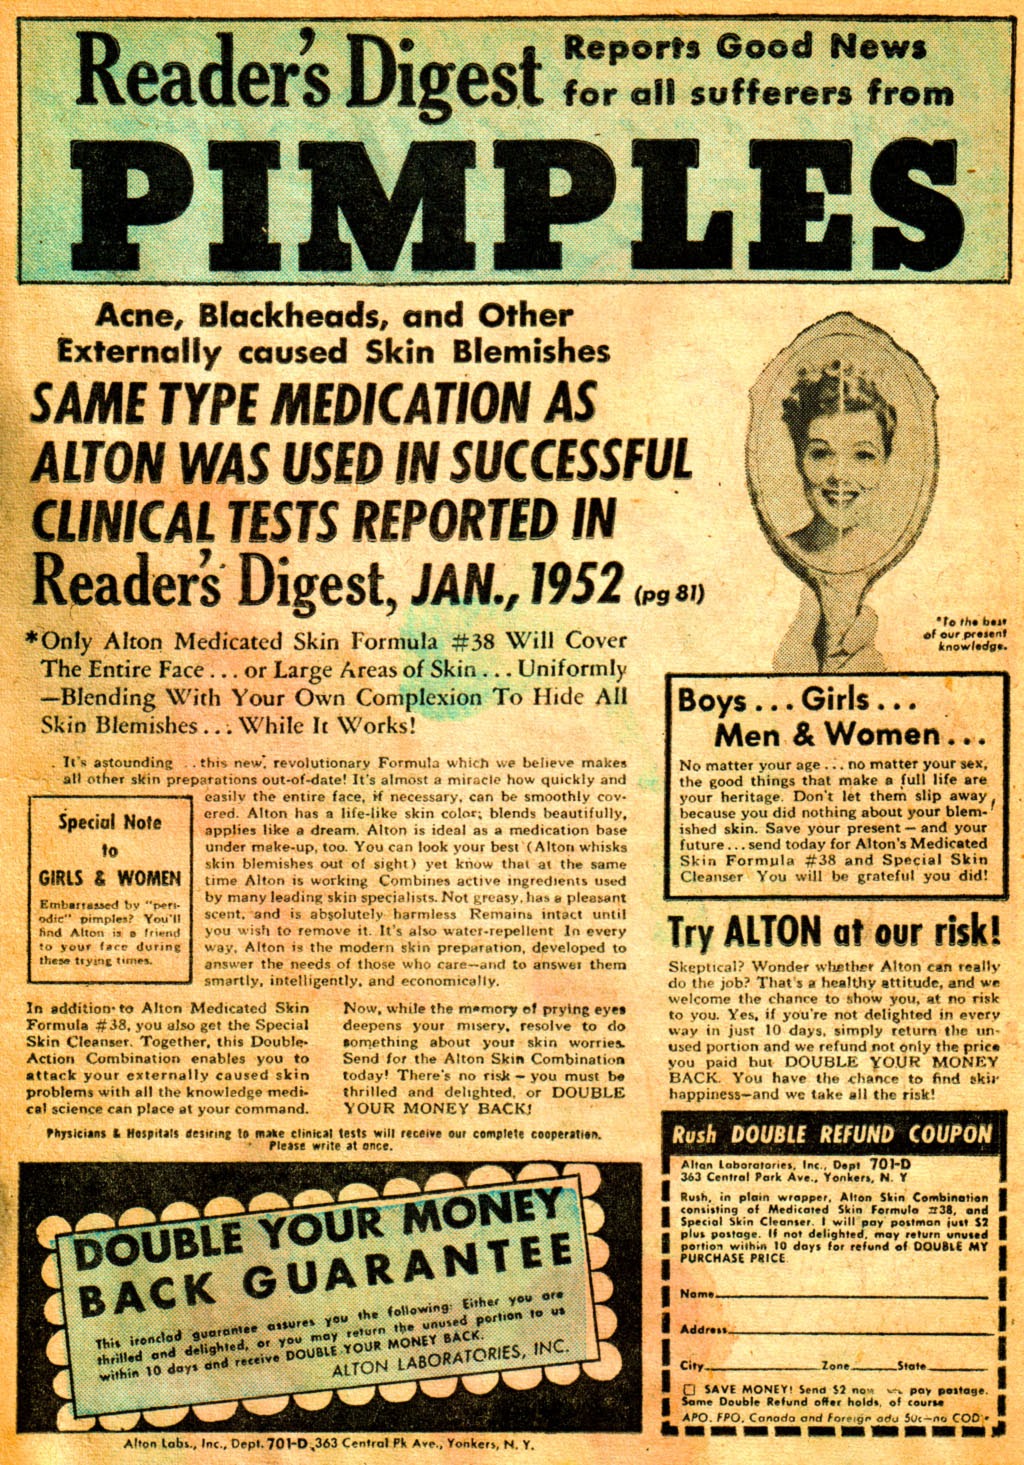 Reader's Digest Reports Good News
for all sufferers from
PIMPLES
Acne, Blackheads, and Other
Externally caused Skin Blemishes
SAME TYPE MEDICATION AS
ALTON WAS USED IN SUCCESSFUL
CLINICAL TESTS REPORTED IN
Reader's Digest, JAN., 1952 (pg 81)
*Only Alton Medicated Skin Formula #38 Will Cover
The Entire Face... or Large Areas of Skin... Uniformly
—Blending With Your Own Complexion To Hide All
Skin Blemishes... While It Works!
*To the best
of our present
knowledge.
It's astounding . . this new, revolutionary Formula which we believe makes
all other skin preparations out-of-date! It's almost a miracle how quickly and
easily the entire face, if necessary, can be smoothly cov-
ered. Alton has a life-like skin color; blends beautifully,
applies like a dream. Alton is ideal as a medication base
under make-up, too. You can look your best (Alton whisks
skin blemishes out of sight) yet know that at the same
time Alton is working Combines active ingredients used
by many leading skin specialists. Not greasy, has a pleasant
scent, and is absolutely harmless Remains intact until
you wish to remove it. It's also water-repellent In every
way, Alton is the modern skin preparation, developed to
answer the needs of those who care—and to answer them
smartly, intelligently, and economically.
Special Note
to
GIRLS & WOMEN
Embarrassed by "peri-
odic" pimples? You'll
find Alton is a friend
to your face during
these trying times.
In addition to Alton Medicated Skin
Formula #38, you also get the Special
Skin Cleanser. Together, this Double-
Action Combination enables you to
attack your externally caused skin
problems with all the knowledge medi-
cal science can place at your command.
Now, while the memory of prying eyes
deepens your misery, resolve to do
something about your skin worries.
Send for the Alton Skin Combination
today! There's no risk – you must be
thrilled and delighted, or DOUBLE
YOUR MONEY BACK!
Physicians & Hospitals desiring to make clinical tests will receive our complete cooperation.
Please write at once.
Boys... Girls...
Men & Women...
No matter your age... no matter your sex,
the good things that make a full life are
your heritage. Don't let them slip away,
because you did nothing about your blem-
ished skin. Save your present – and your
future... send today for Alton's Medicated
Skin Formula #38 and Special Skin
Cleanser You will be grateful you did!
Try ALTON at our risk!
Skeptical? Wonder whether Alton can really
do the job? That's a healthy attitude, and we
welcome the chance to show you, at no risk
to you. Yes, if you're not delighted in every
way in just 10 days, simply return the un-
used portion and we refund not only the price
you paid but DOUBLE YOUR MONEY
BACK. You have the chance to find skin
happiness—and we take all the risk!
DOUBLE YOUR MONEY
BACK GUARANTEE
This ironclad guarantee assures you the following: Either you are
thrilled and delighted, or you may return the unused portion to us
within 10 days and receive DOUBLE YOUR MONEY BACK.
ALTON LABORATORIES, INC.
Alton Labs., Inc., Dept. 701-D, 363 Central Pk Ave., Yonkers, N. Y.
Rush DOUBLE REFUND COUPON
Alton Laboratories, Inc., Dept 701-D
363 Central Park Ave., Yonkers, N. Y
Rush, in plain wrapper, Alton Skin Combination
consisting of Medicated Skin Formula #38, and
Special Skin Cleanser. I will pay postman just $2
plus postage. If not delighted, may return unused
portion within 10 days for refund of DOUBLE MY
PURCHASE PRICE
Name
Address
City Zone State
SAVE MONEY! Send $2 now we pay postage.
Same Double Refund offer holds, of course
APO, FPO, Canada and Foreign add 50c—no COD's